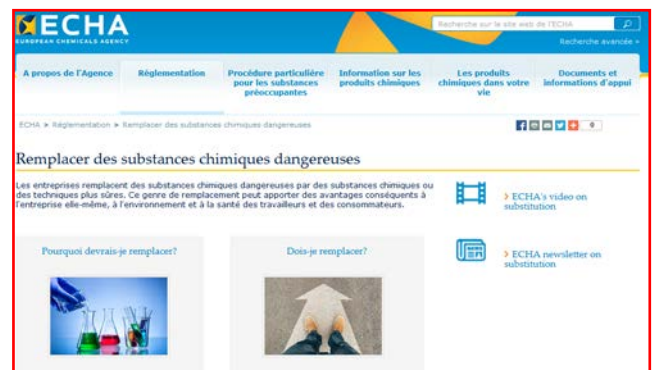 ECHA
EUROPEAN CHEMICALS AGENCY
Recherche sur le site web de l'ECHA
Recherche avancée »
A propos de l'Agence
Réglementation
Procédure particulière
pour les substances
préoccupantes
Information sur les
produits chimiques
Les produits
chimiques dans votre
vie
Documents et
informations d'appui
ECHA > Réglementation > Remplacer des substances chimiques dangereuses
0
Remplacer des substances chimiques dangereuses
Les entreprises remplacent des substances chimiques dangereuses par des substances chimiques ou
des techniques plus sûres. Ce genre de remplacement peut apporter des avantages conséquents à
l'entreprise elle-même, à l'environnement et à la santé des travailleurs et des consommateurs.
> ECHA's video on
substitution
> ECHA newsletter on
substitution
Pourquoi devrais-je remplacer?
Dois-je remplacer?